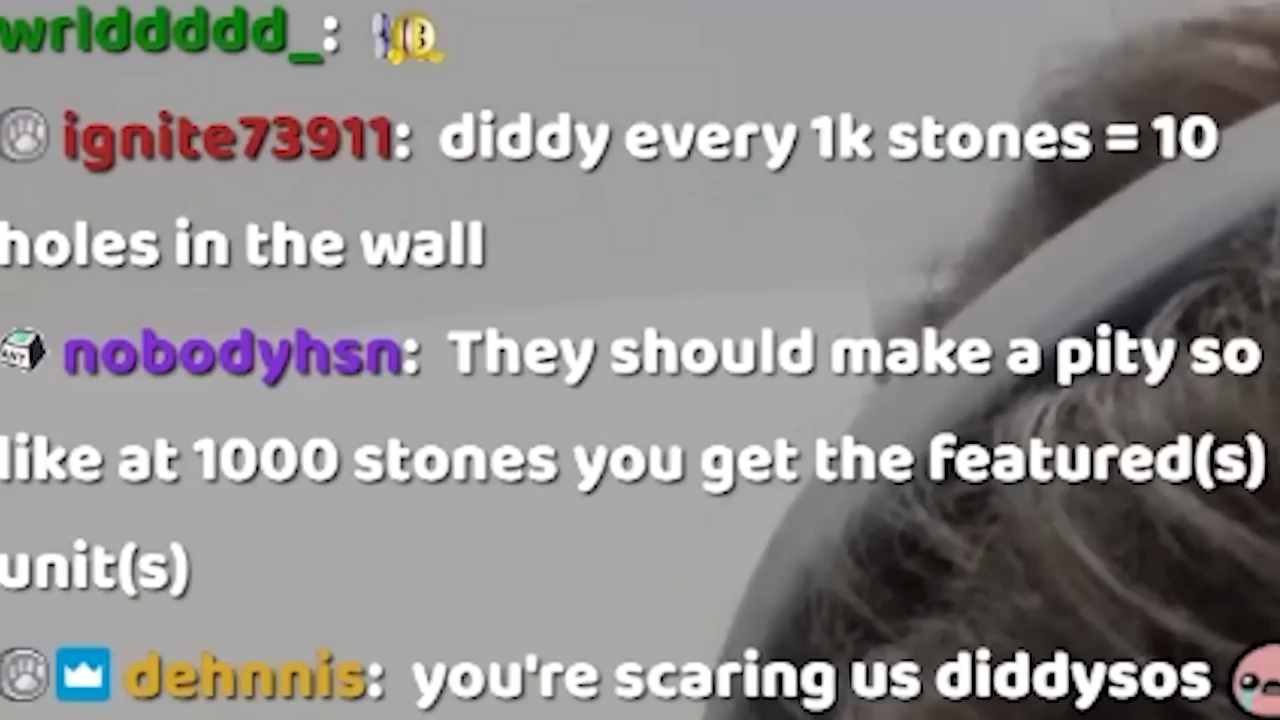 wrlddddd_:
ignite73911: diddy every 1k stones = 10
holes in the wall
nobodyhsn: They should make a pity so
like at 1000 stones you get the featured(s)
unit(s)
dehnnis: you're scaring us diddysos